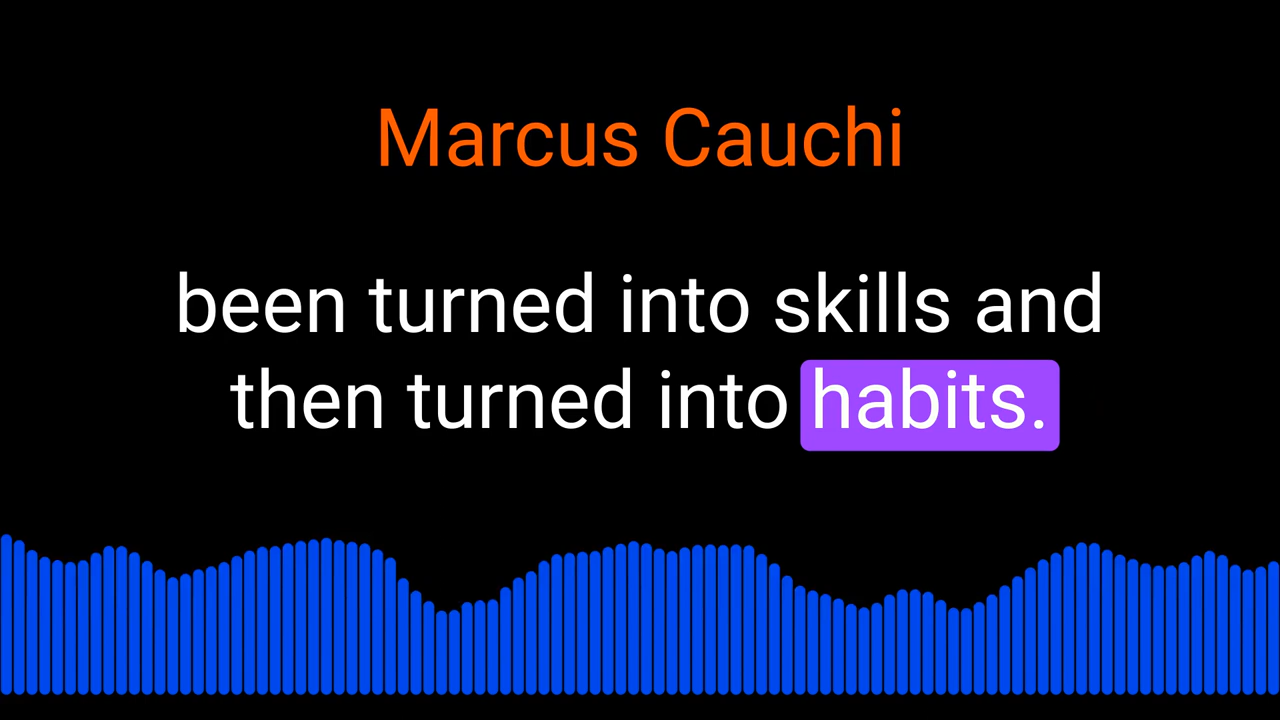 Marcus Cauchi
been turned into skills and
then turned into habits.